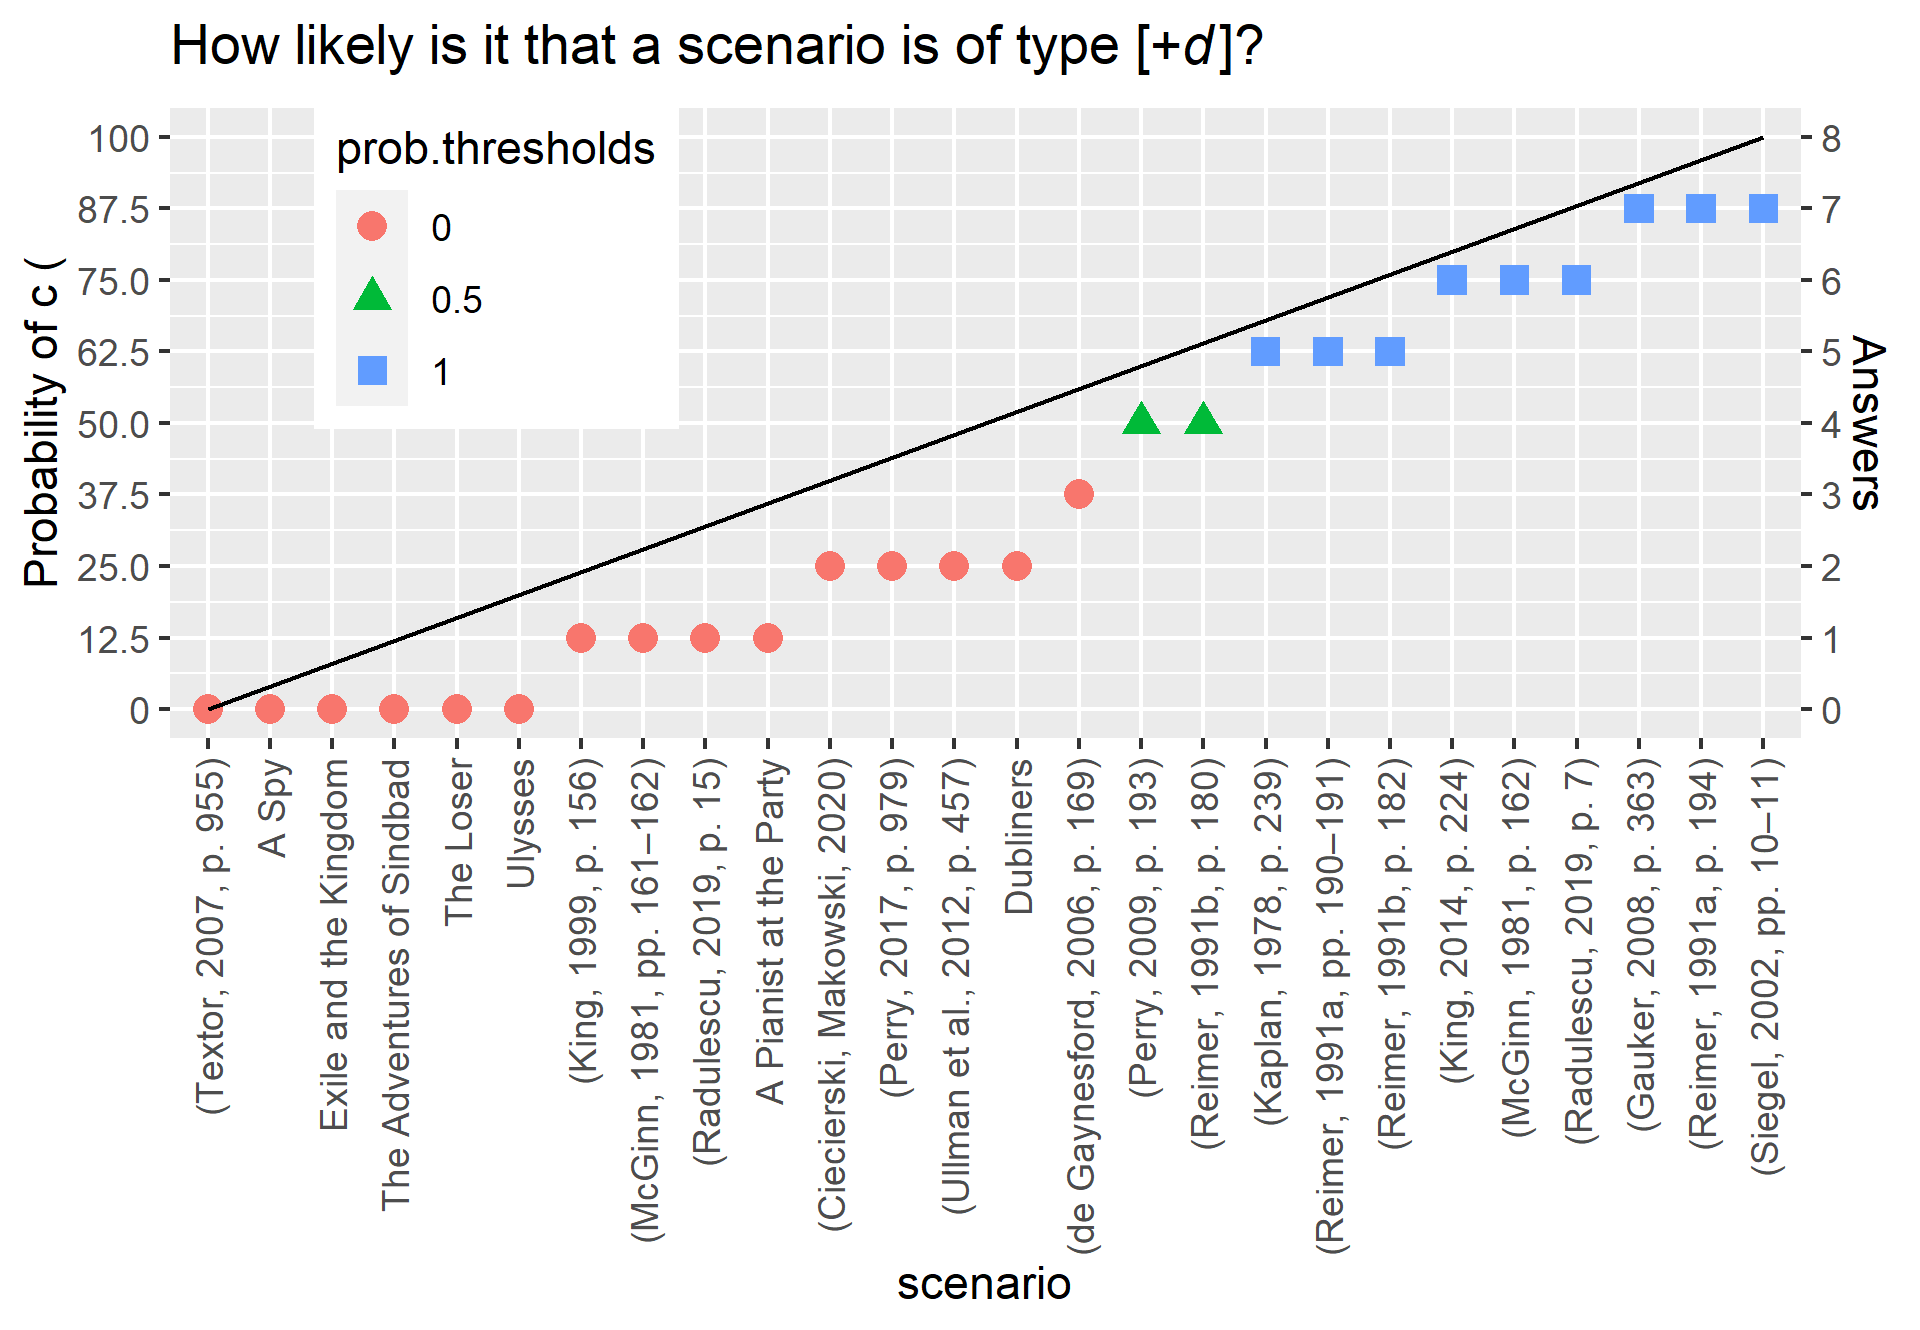 How likely is it that a scenario is of type [+d]?
prob.thresholds
0
0.5
1
Probability of c (
100
87.5
75.0
62.5
50.0
37.5
25.0
12.5
0
8
7
6
5
4
3
2
1
0
Answers
(Textor, 2007, p. 955)
A Spy
Exile and the Kingdom
The Adventures of Sindbad
The Loser
Ulysses
(King, 1999, p. 156)
(McGinn, 1981, pp. 161–162)
(Radulescu, 2019, p. 15)
A Pianist at the Party
(Ciecierski, Makowski, 2020)
(Perry, 2017, p. 979)
(Ullman et al., 2012, p. 457)
Dubliners
(de Gaynesford, 2006, p. 169)
(Perry, 2009, p. 193)
(Reimer, 1991b, p. 180)
(Kaplan, 1978, p. 239)
(Reimer, 1991a, pp. 190–191)
(Reimer, 1991b, p. 182)
(King, 2014, p. 224)
(McGinn, 1981, p. 162)
(Radulescu, 2019, p. 7)
(Gauker, 2008, p. 363)
(Reimer, 1991a, p. 194)
(Siegel, 2002, pp. 10–11)
scenario